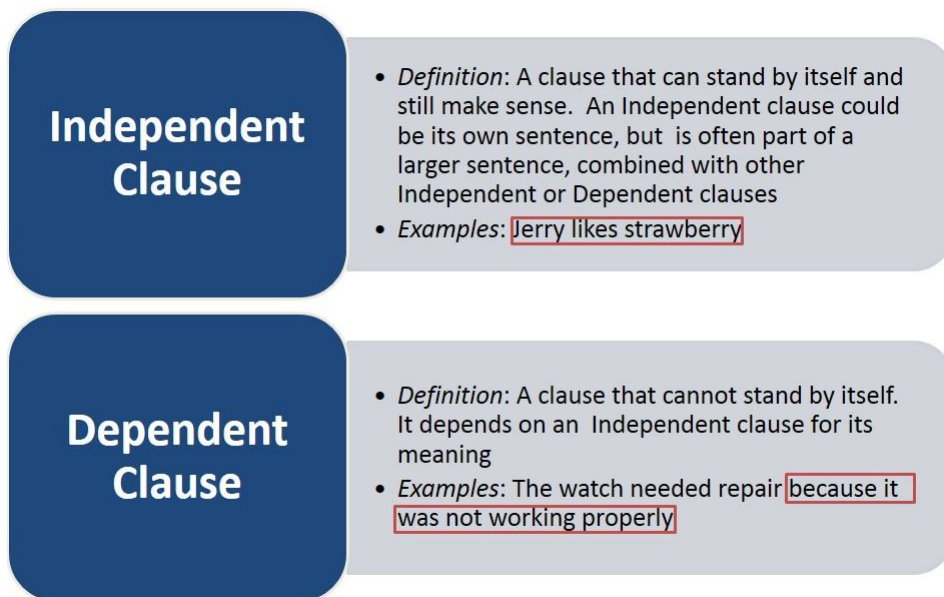 Independent
Clause
• Definition: A clause that can stand by itself and
still make sense.  An Independent clause could
be its own sentence, but  is often part of a
larger sentence, combined with other
Independent or Dependent clauses
• Examples: Jerry likes strawberry
Dependent
Clause
• Definition: A clause that cannot stand by itself.
It depends on an  Independent clause for its
meaning
• Examples: The watch needed repair because it
was not working properly